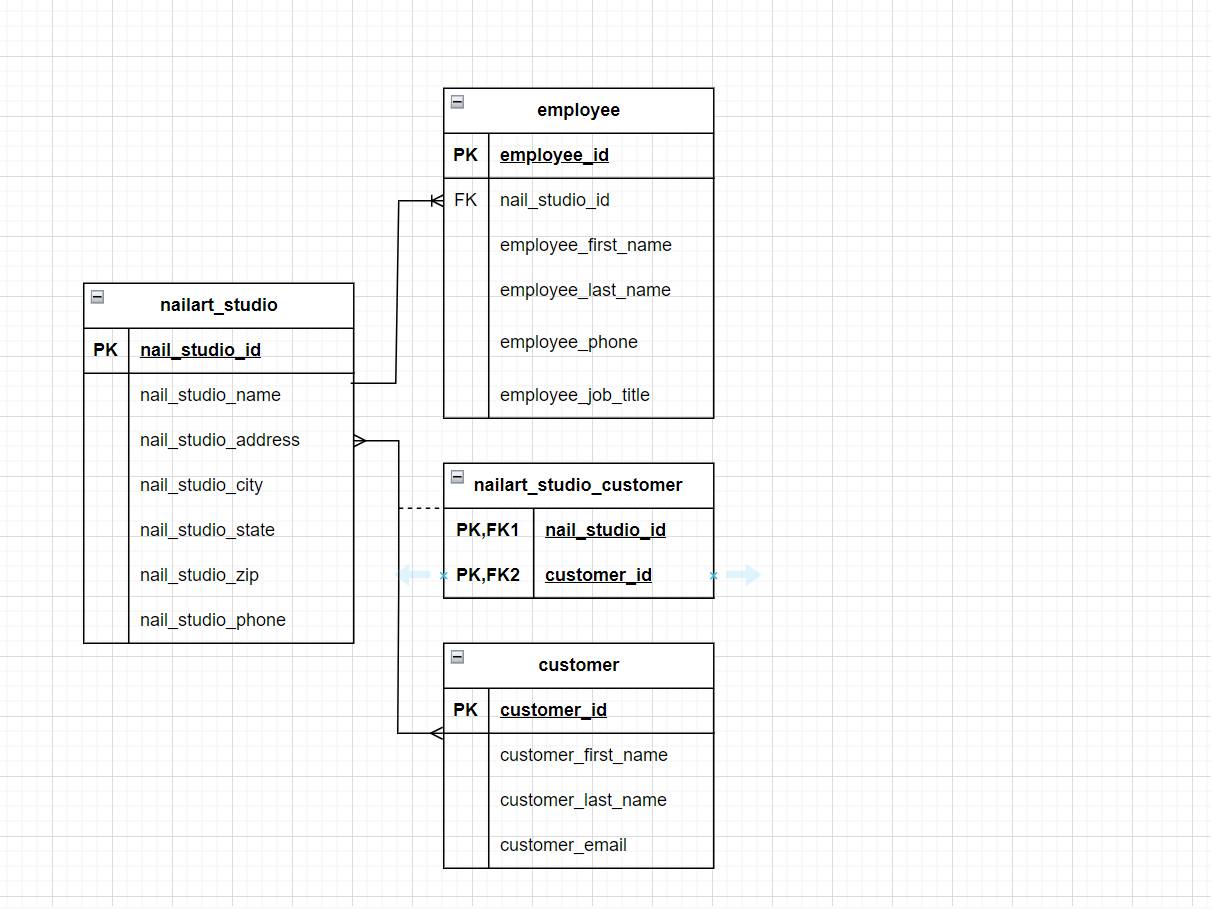 employee
PK employee_id
FK nail_studio_id
employee_first_name
employee_last_name
employee_phone
employee_job_title
nailart_studio
PK nail_studio_id
nail_studio_name
nail_studio_address
nail_studio_city
nail_studio_state
nail_studio_zip
nail_studio_phone
nailart_studio_customer
PK,FK1 nail_studio_id
PK,FK2 customer_id
customer
PK customer_id
customer_first_name
customer_last_name
customer_email